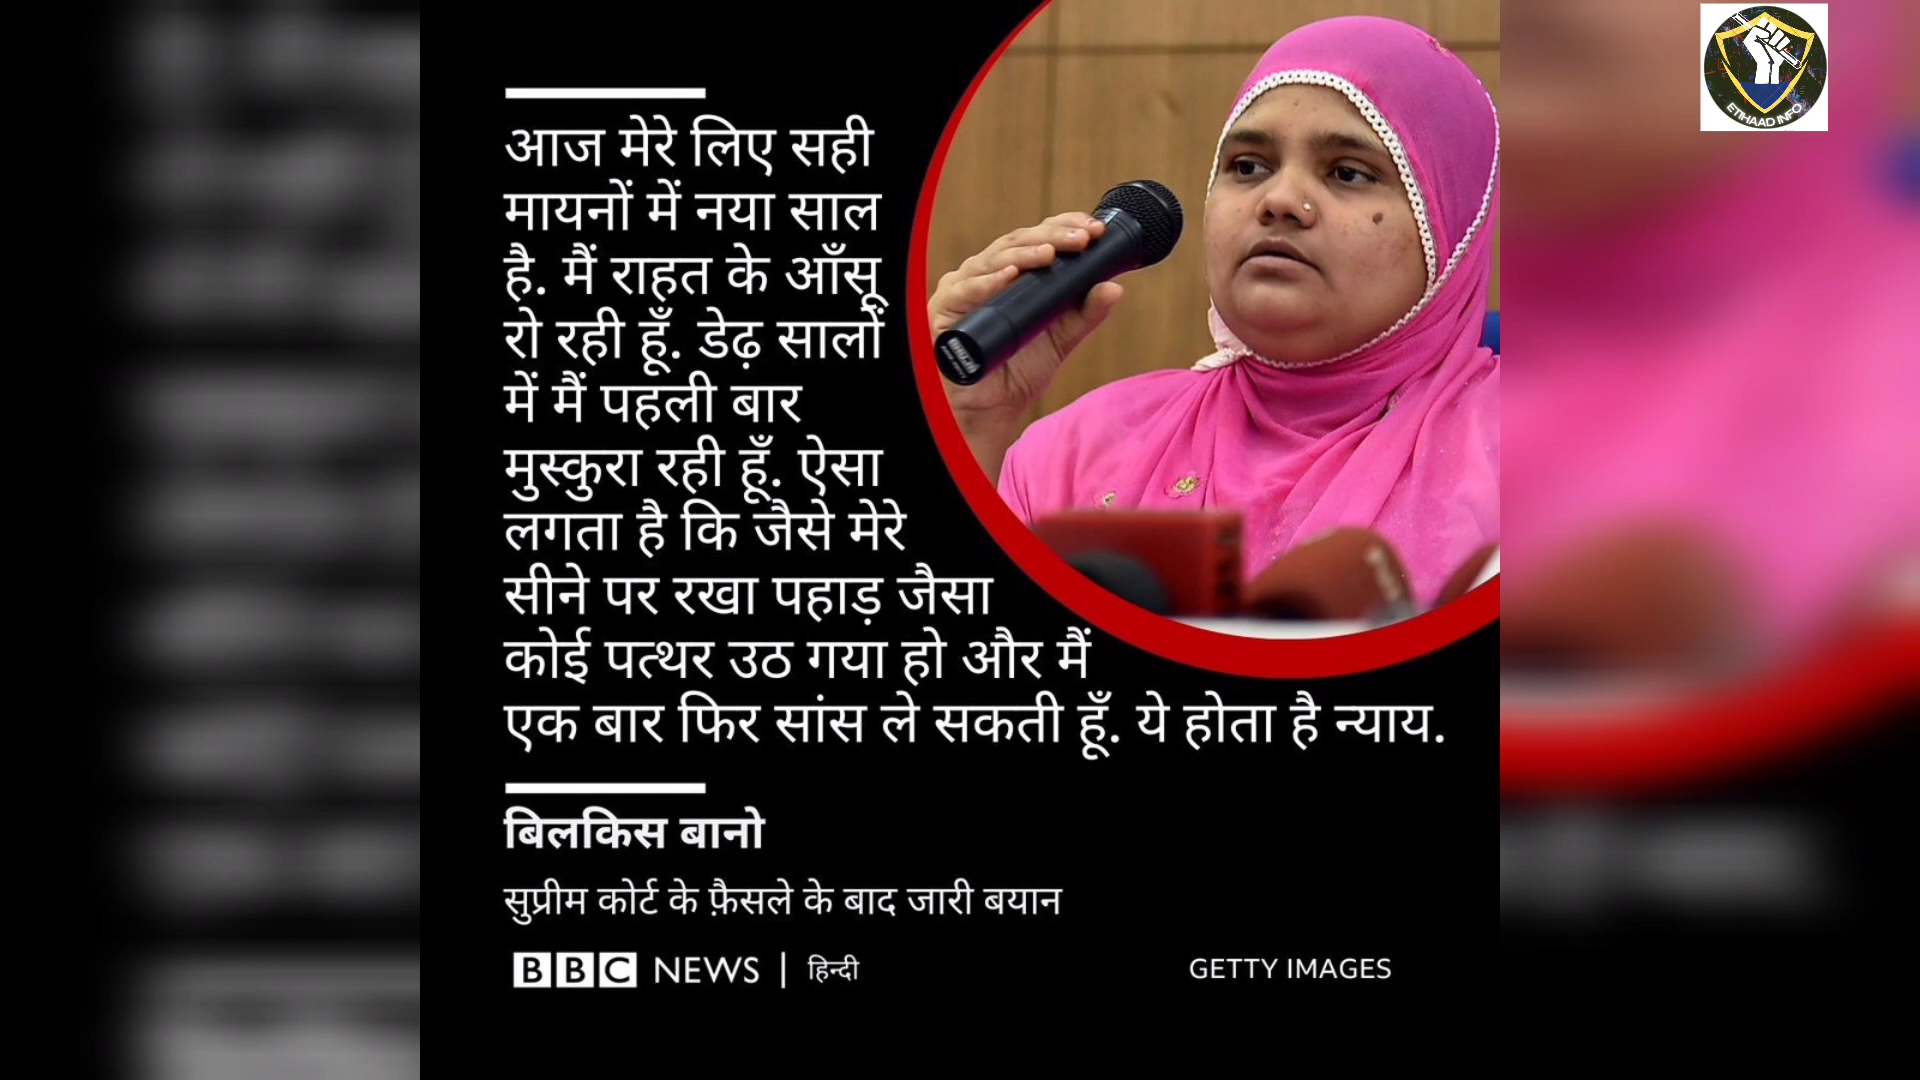 आज मेरे लिए सही
मायनों में नया साल
है. मैं राहत के आँसू
रो रही हूँ. डेढ़ सालों
में मैं पहली बार
मुस्कुरा रही हूँ. ऐसा
लगता है कि जैसे मेरे
सीने पर रखा पहाड़ जैसा
कोई पत्थर उठ गया हो और मैं
एक बार फिर सांस ले सकती हूँ. ये होता है न्याय.
बिलकिस बानो
सुप्रीम कोर्ट के फ़ैसले के बाद जारी बयान
BBC NEWS | हिन्दी
GETTY IMAGES
ETIHAAD INFO